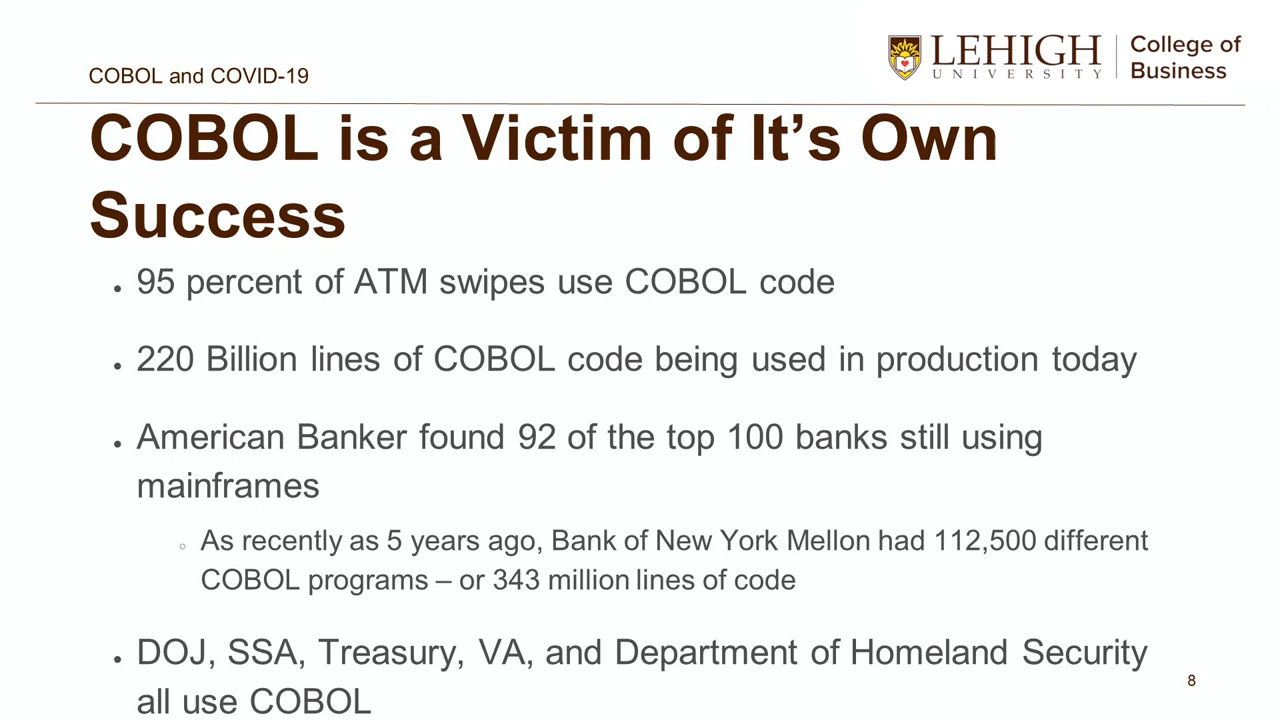 COBOL and COVID-19
LEHIGH
UNIVERSITY
College of
Business
COBOL is a Victim of It’s Own
Success
• 95 percent of ATM swipes use COBOL code
• 220 Billion lines of COBOL code being used in production today
• American Banker found 92 of the top 100 banks still using
mainframes
○ As recently as 5 years ago, Bank of New York Mellon had 112,500 different
COBOL programs – or 343 million lines of code
• DOJ, SSA, Treasury, VA, and Department of Homeland Security
all use COBOL
8